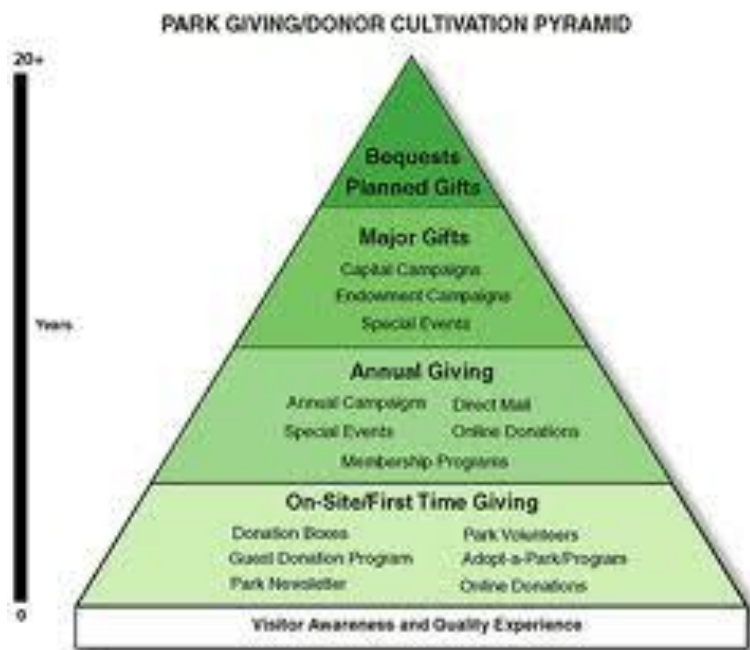 PARK GIVING/DONOR CULTIVATION PYRAMID
20+
Bequests
Planned Gifts
Major Gifts
Capital Campaigns
Endowment Campaigns
Special Events
Years
Annual Giving
Annual Campaigns Direct Mail
Special Events Online Donations
Membership Programs
On-Site/First Time Giving
Donation Boxes Park Volunteers
Guest Donation Program Adopt-a-Park/Program
Park Newsletter Online Donations
0
Visitor Awareness and Quality Experience